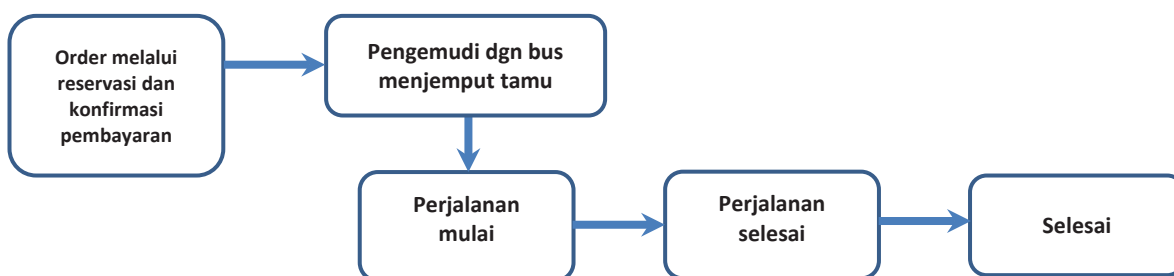 Order melalui
reservasi dan
konfirmasi
pembayaran
Pengemudi dgn bus
menjemput tamu
Perjalanan
mulai
Perjalanan
selesai
Selesai